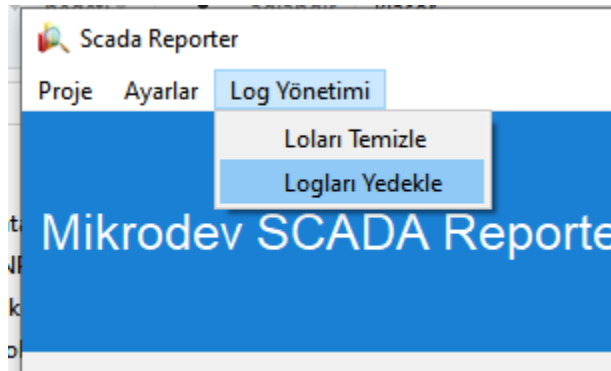 Scada Reporter
Proje Ayarlar Log Yönetimi
Loları Temizle
Logları Yedekle
Mikrodev SCADA Reporte